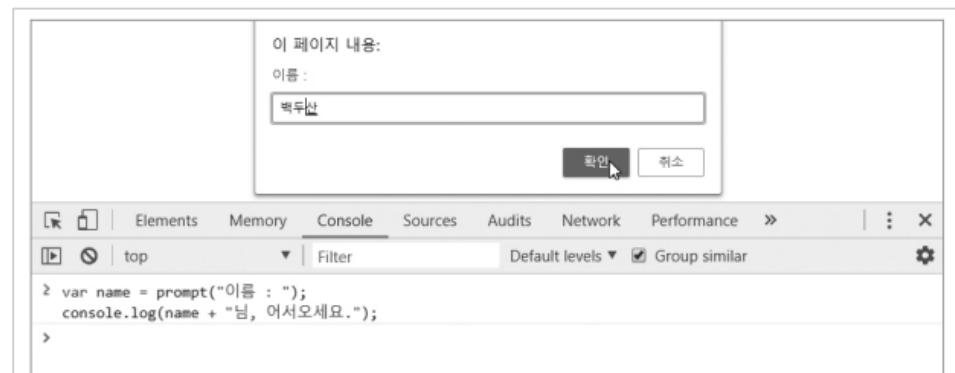 이 페이지 내용:
이름 :
백두산
확인 취소
Elements Memory Console Sources Audits Network Performance »
top ▼ Filter Default levels ▼ Group similar
> var name = prompt("이름 : ");
console.log(name + "님, 어서오세요.");
>